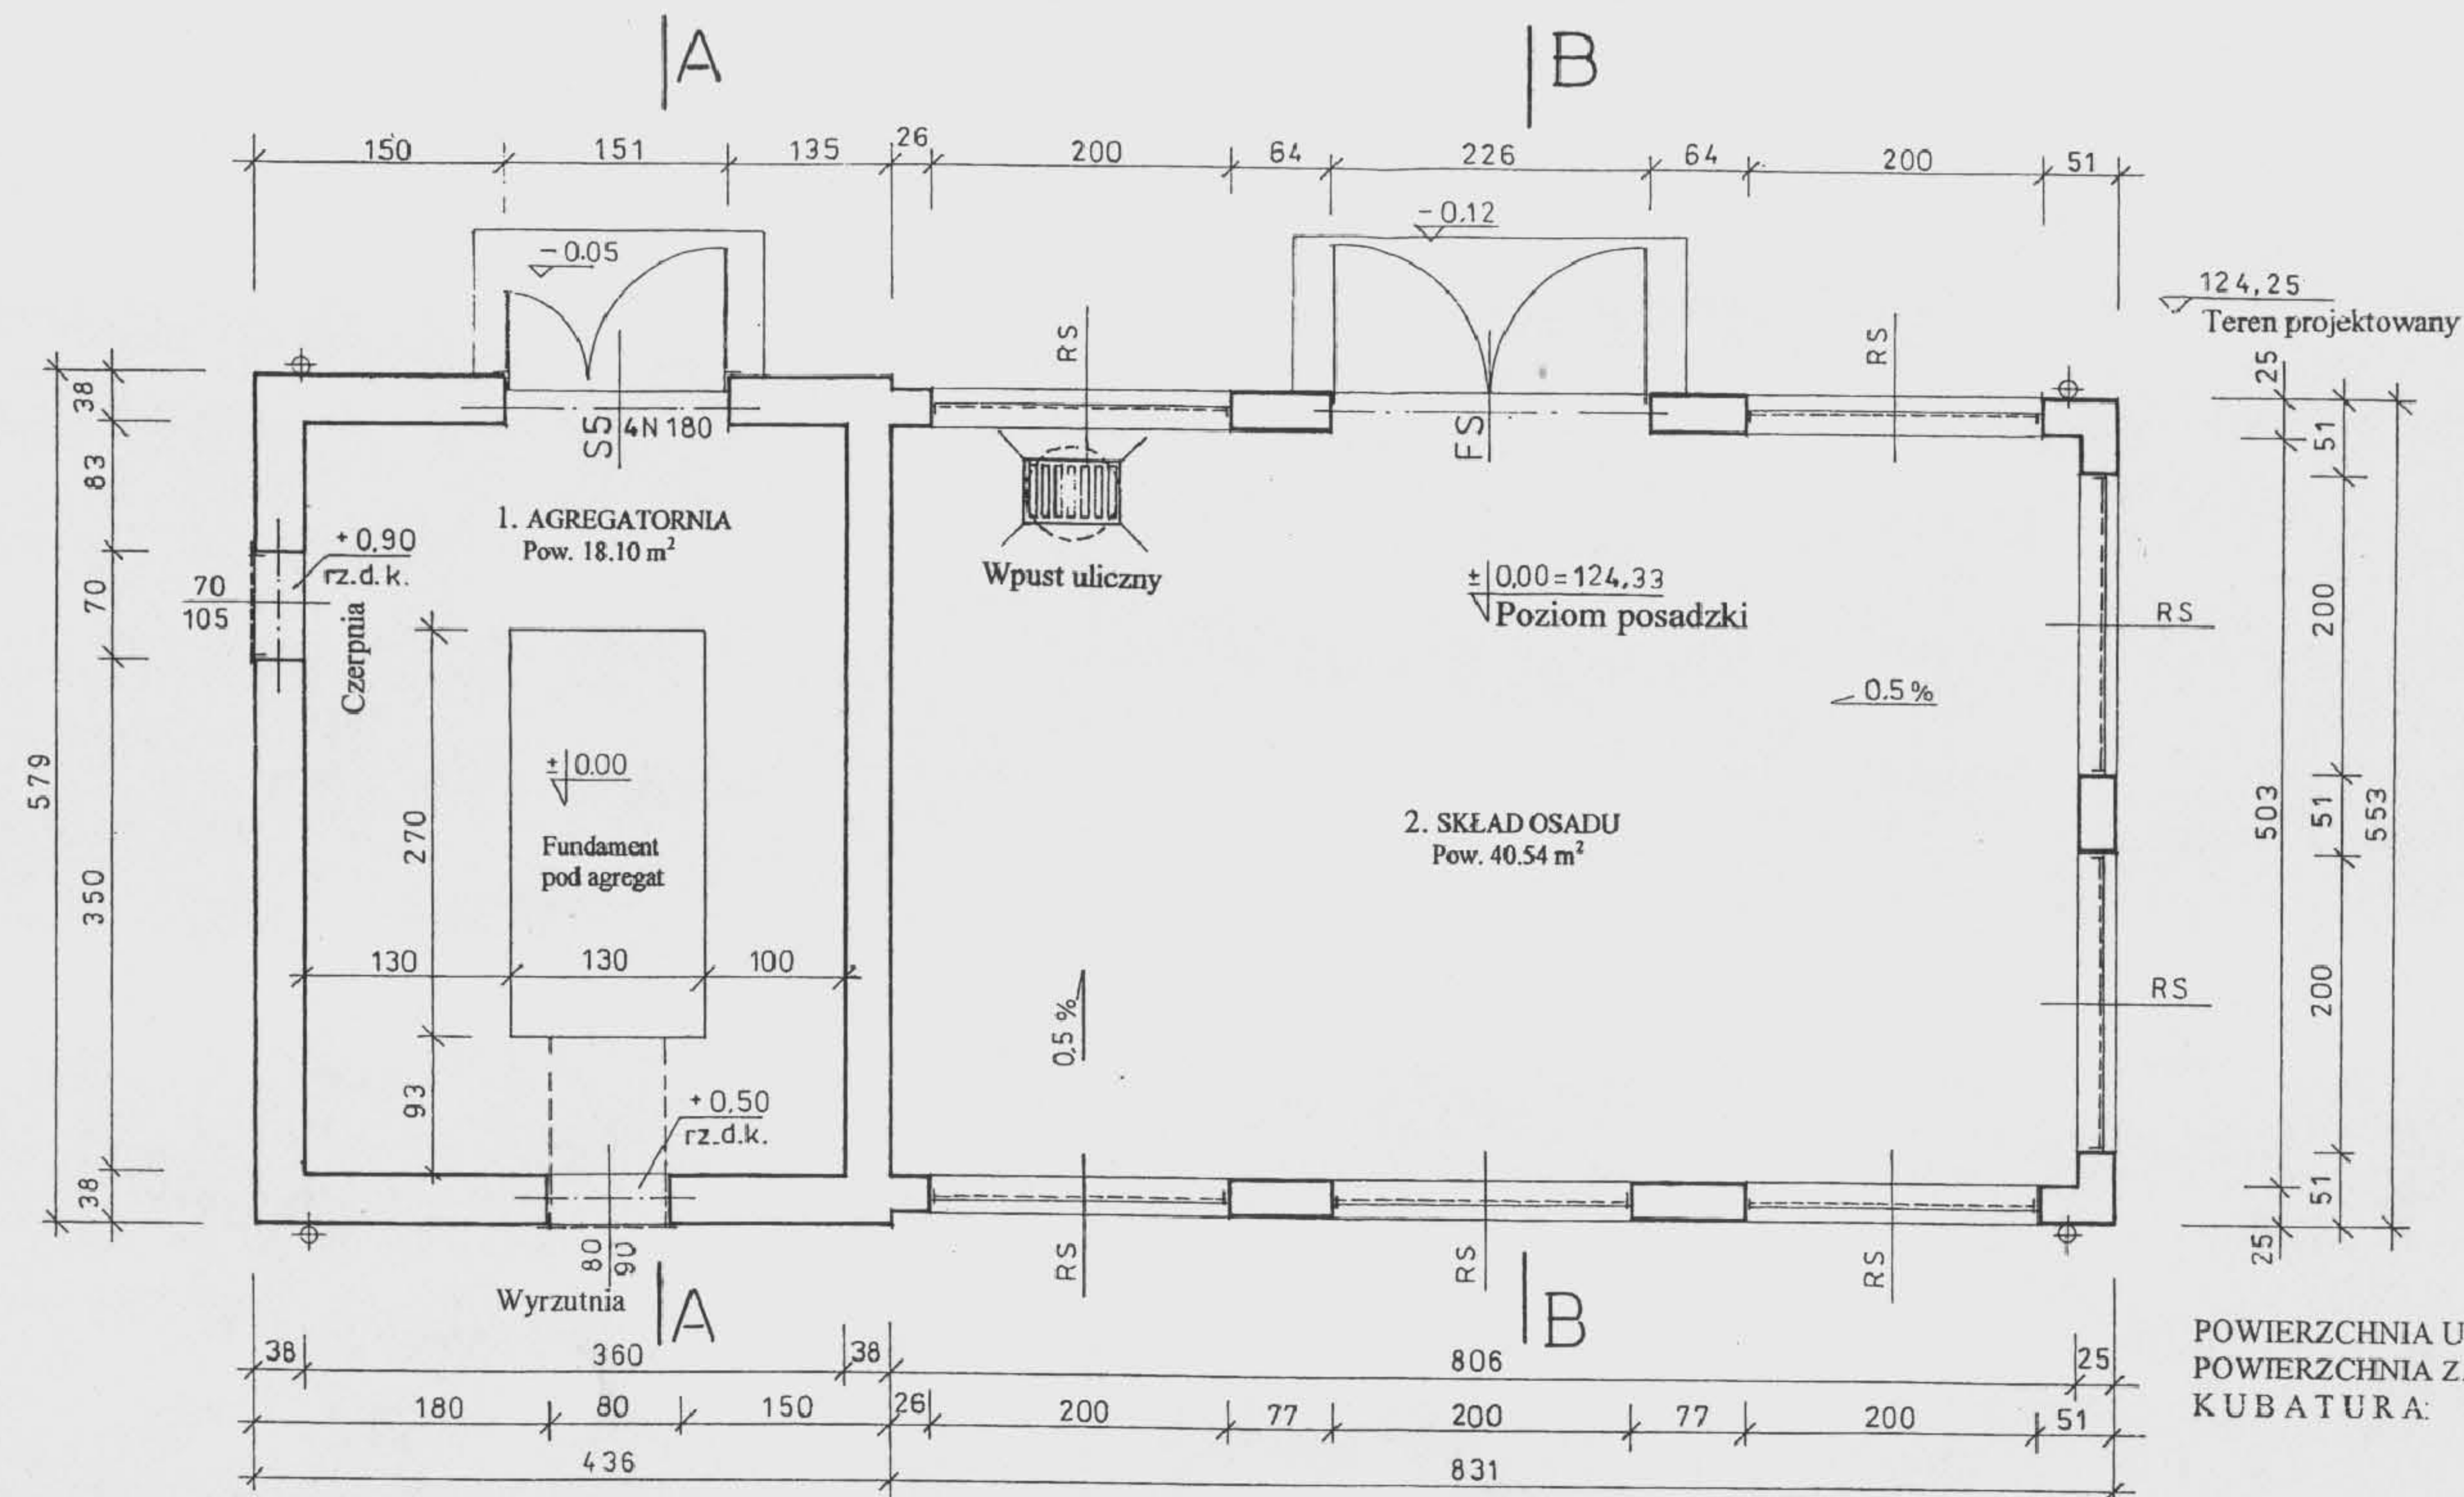 A
B
150
151
135
26
200
64
226
64
200
51
-0.05
-0.12
124,25
Teren projektowany
RS
RS
S5
4N 180
FS
38
83
70
350
38
579
1. AGREGATORNIA
Pow. 18.10 m²
+0,90
rz.d.k.
70
105
Czerpnia
Wpust uliczny
±0,00=124,33
Poziom posadzki
0.5%
RS
±0.00
Fundament
pod agregat
270
130
130
100
93
2. SKŁAD OSADU
Pow. 40.54 m²
0,5%
RS
+0,50
rz.d.k.
25
503
25
51
200
51
200
51
553
80
90
RS
RS
RS
Wyrzutnia
A
B
38
360
38
806
25
180
80
150
26
200
77
200
77
200
51
436
831
POWIERZCHNIA U
POWIERZCHNIA Z
KUBATURA: